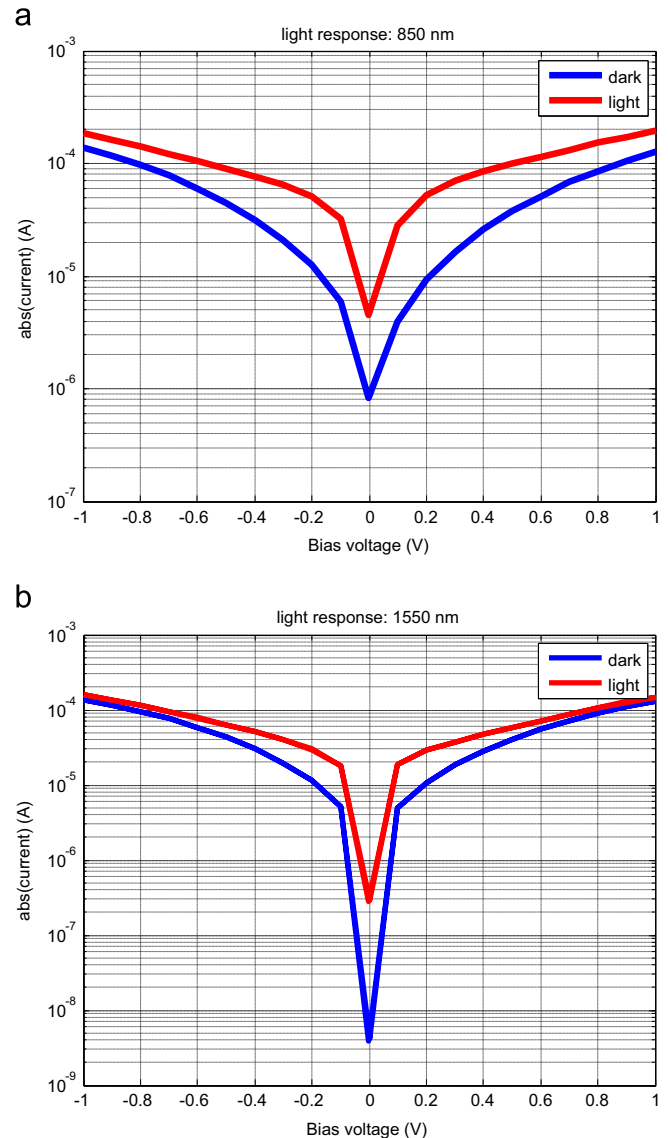 a
light response: 850 nm
dark
light
abs(current) (A)
10-3
10-4
10-5
10-6
10-7
-1 -0.8 -0.6 -0.4 -0.2 0 0.2 0.4 0.6 0.8 1
Bias voltage (V)
b
light response: 1550 nm
dark
light
abs(current) (A)
10-3
10-4
10-5
10-6
10-7
10-8
10-9
-1 -0.8 -0.6 -0.4 -0.2 0 0.2 0.4 0.6 0.8 1
Bias voltage (V)